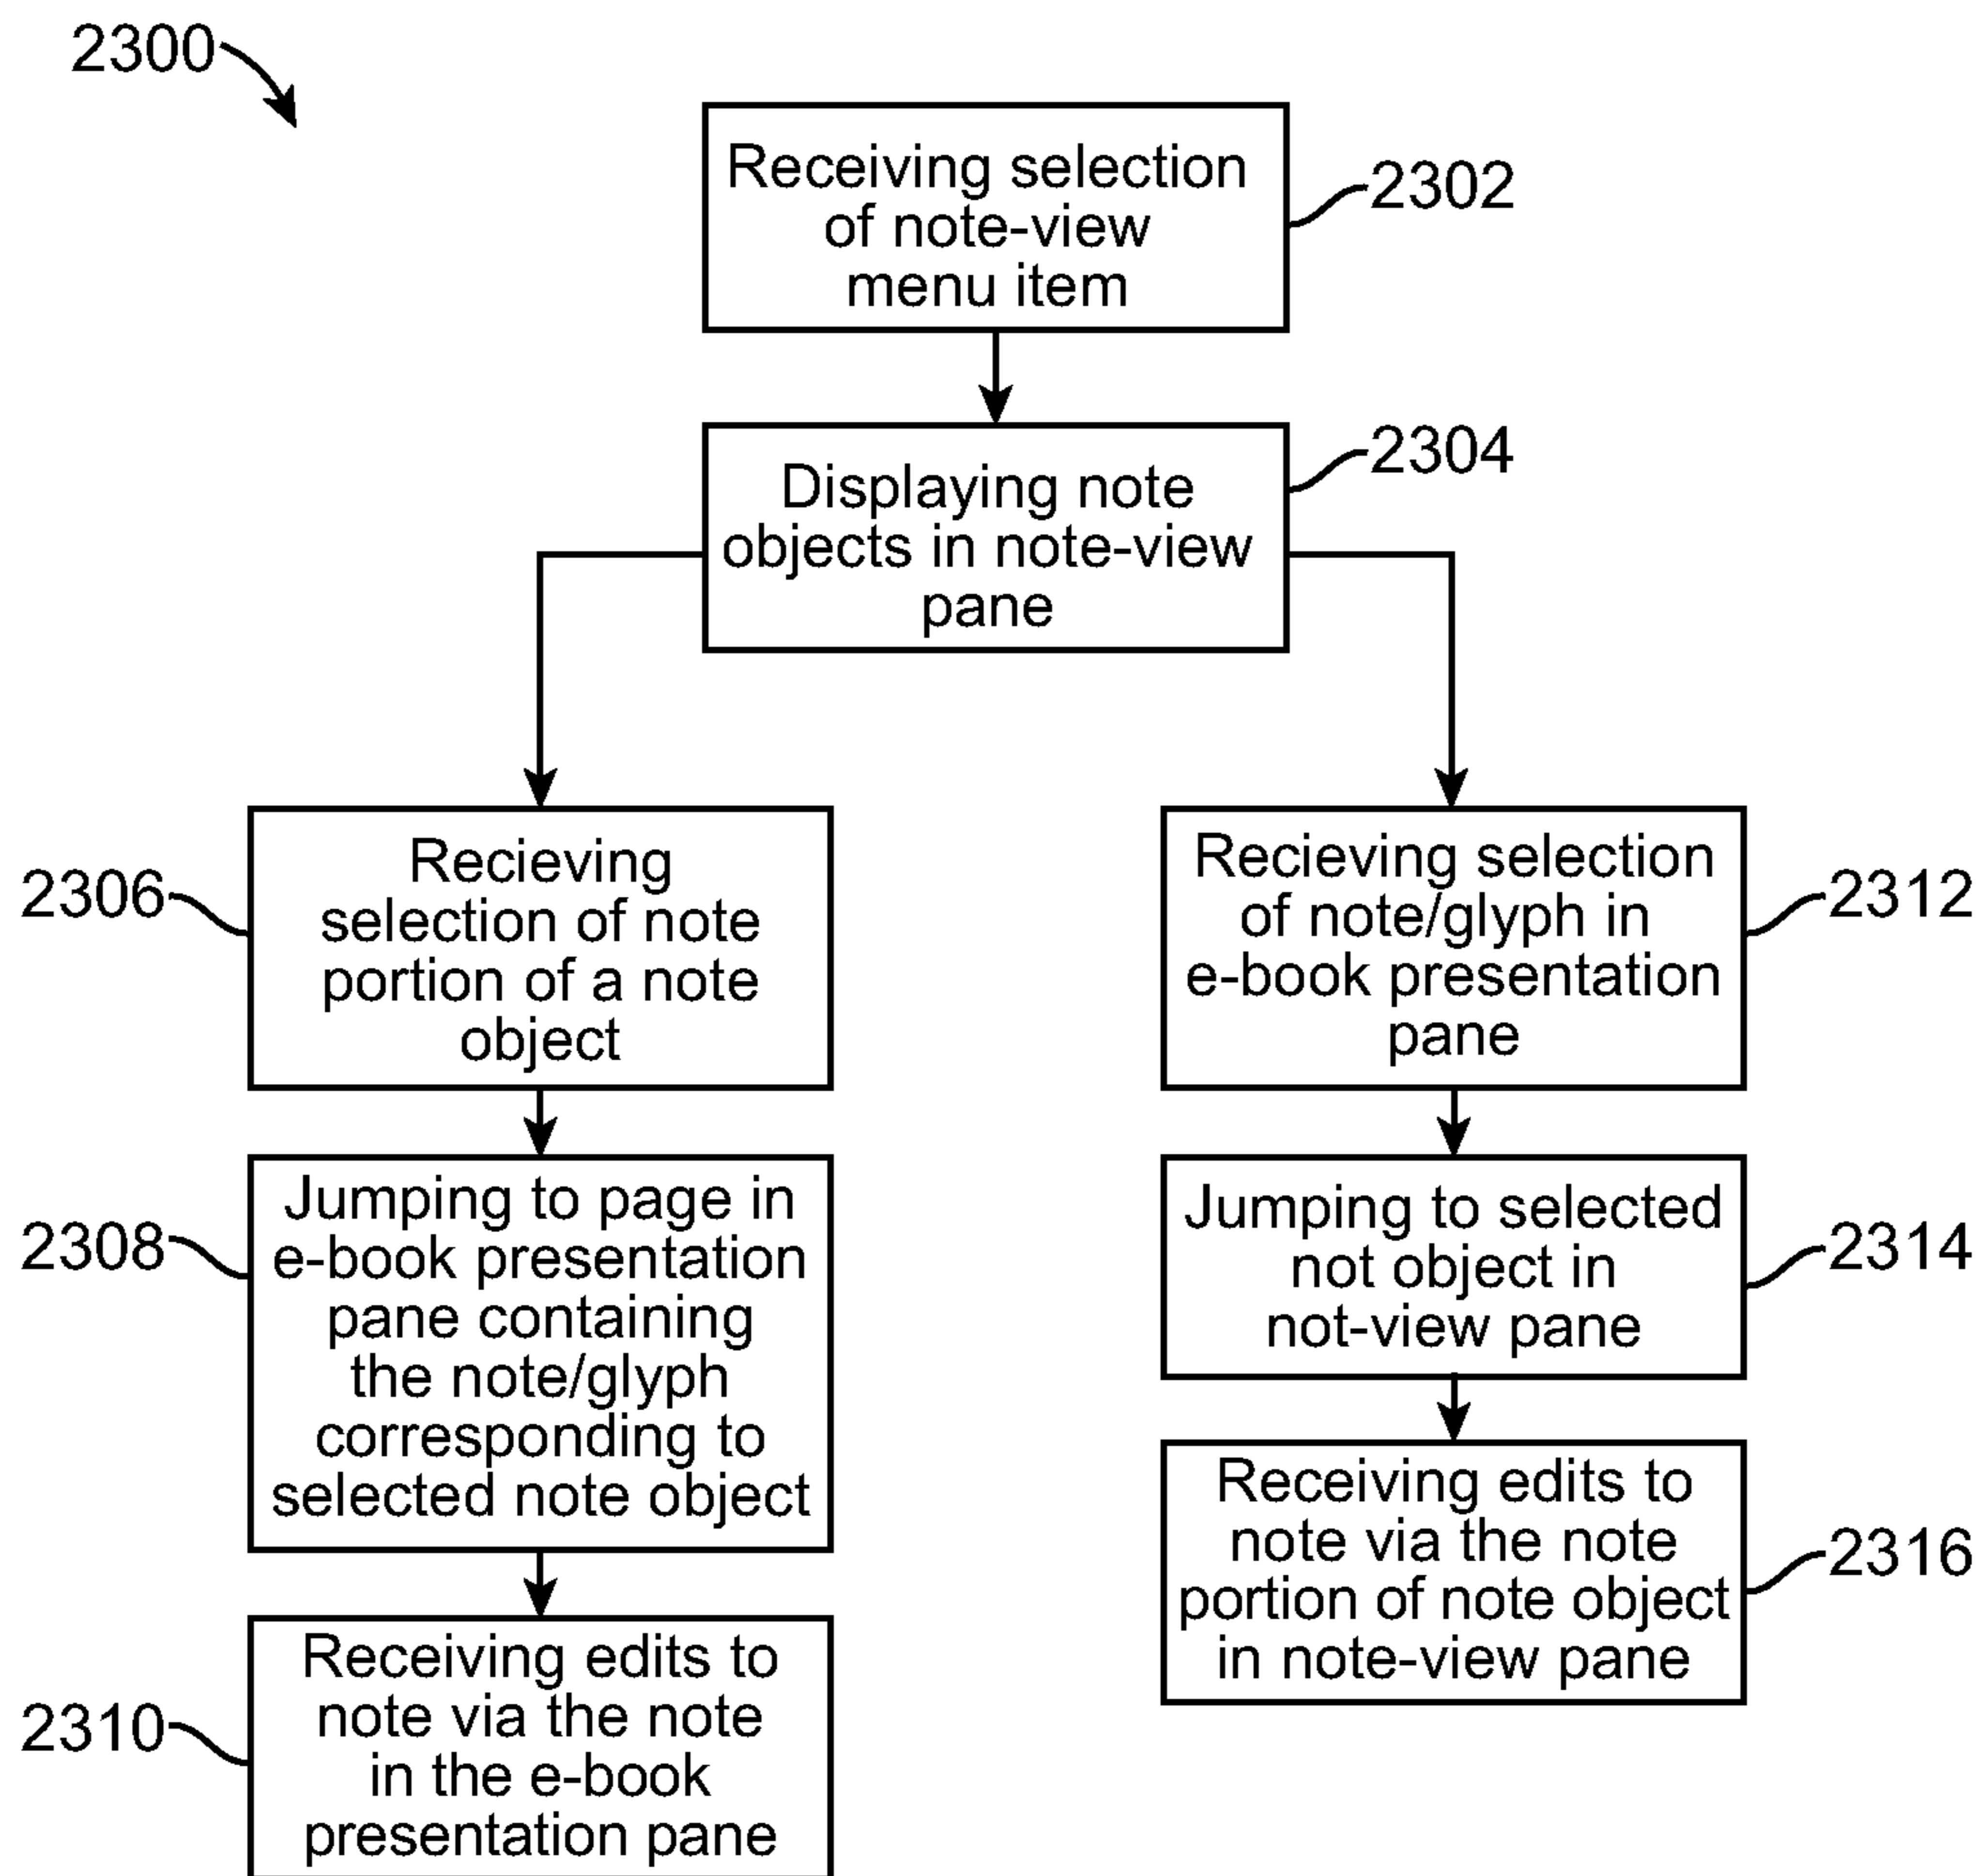 2300
Receiving selection
of note-view
menu item
2302
Displaying note
objects in note-view
pane
2304
2306
Recieving
selection of note
portion of a note
object
2308
Jumping to page in
e-book presentation
pane containing
the note/glyph
corresponding to
selected note object
2310
Receiving edits to
note via the note
in the e-book
presentation pane
Recieving selection
of note/glyph in
e-book presentation
pane
2312
Jumping to selected
not object in
not-view pane
2314
Receiving edits to
note via the note
portion of note object
in note-view pane
2316